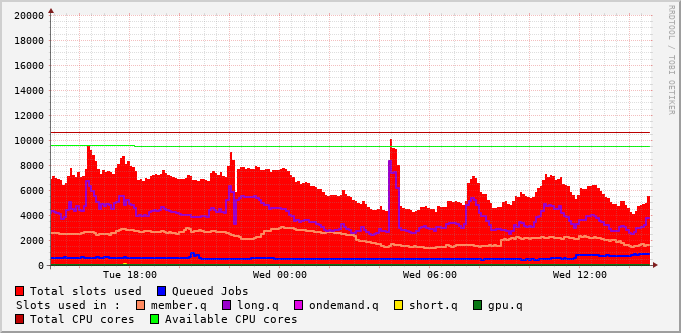 20000
18000
16000
14000
12000
10000
8000
6000
4000
2000
0
Tue 18:00 Wed 00:00 Wed 06:00 Wed 12:00
RRDTOOL / TOBI OETIKER
Total slots used Queued Jobs
Slots used in : member.q long.q ondemand.q short.q gpu.q
Total CPU cores Available CPU cores